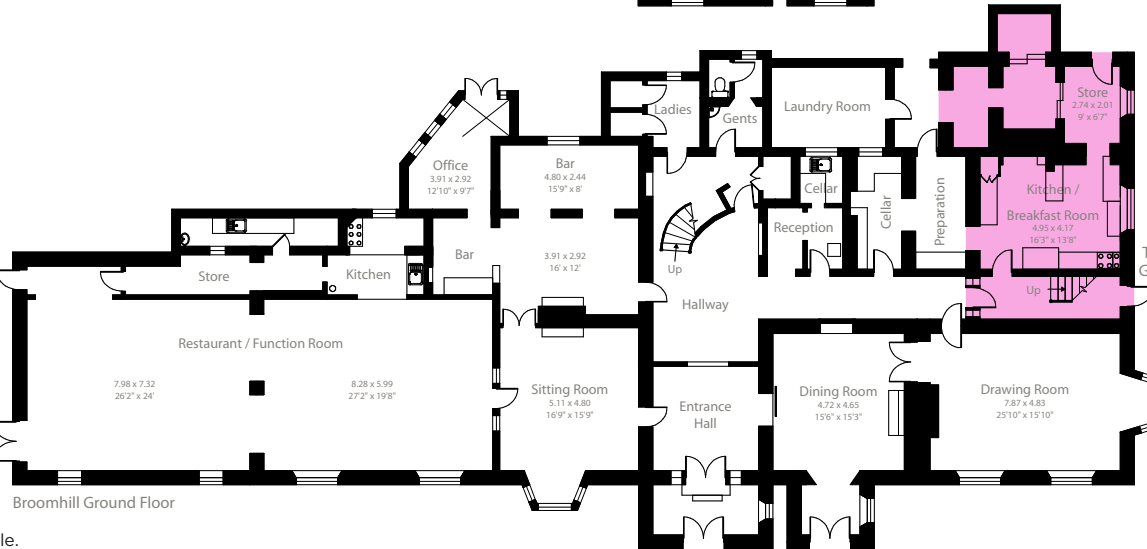 Store
2.74 x 2.01
9' x 6'7"
Ladies
Gents
Laundry Room
Office
3.91 x 2.92
12'10" x 9'7"
Bar
4.80 x 2.44
15'9" x 8'
Cellar
Cellar
Preparation
Kitchen /
Breakfast Room
4.95 x 4.17
16'3" x 13'8"
Reception
Bar
3.91 x 2.92
16' x 12'
Store
Kitchen
Up
Up
Hallway
Restaurant / Function Room
7.98 x 7.32
26'2" x 24'
8.28 x 5.99
27'2" x 19'8"
Sitting Room
5.11 x 4.80
16'9" x 15'9"
Entrance
Hall
Dining Room
4.72 x 4.65
15'6" x 15'3"
Drawing Room
7.87 x 4.83
25'10" x 15'10"
Broomhill Ground Floor
le.